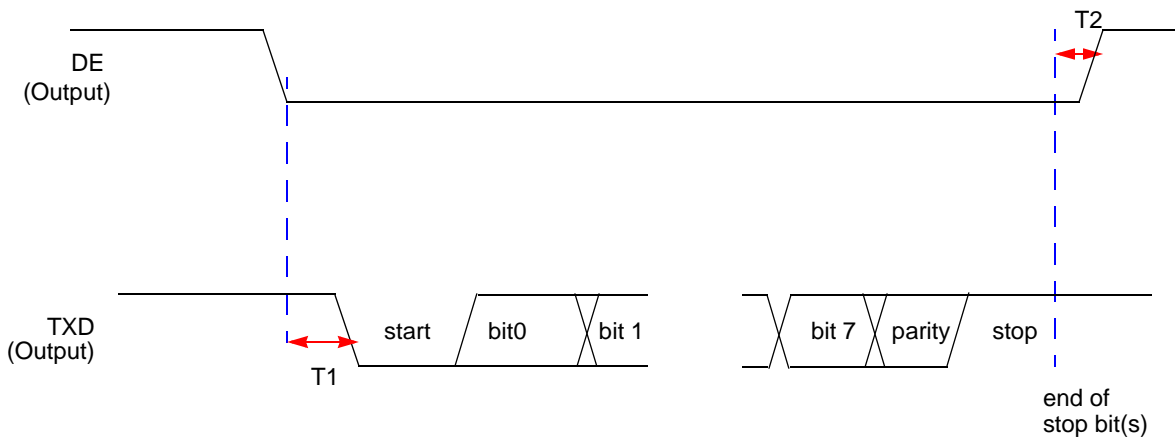 T2
DE
(Output)
TXD
(Output)
start
bit0
bit 1
bit 7
parity
stop
T1
end of
stop bit(s)